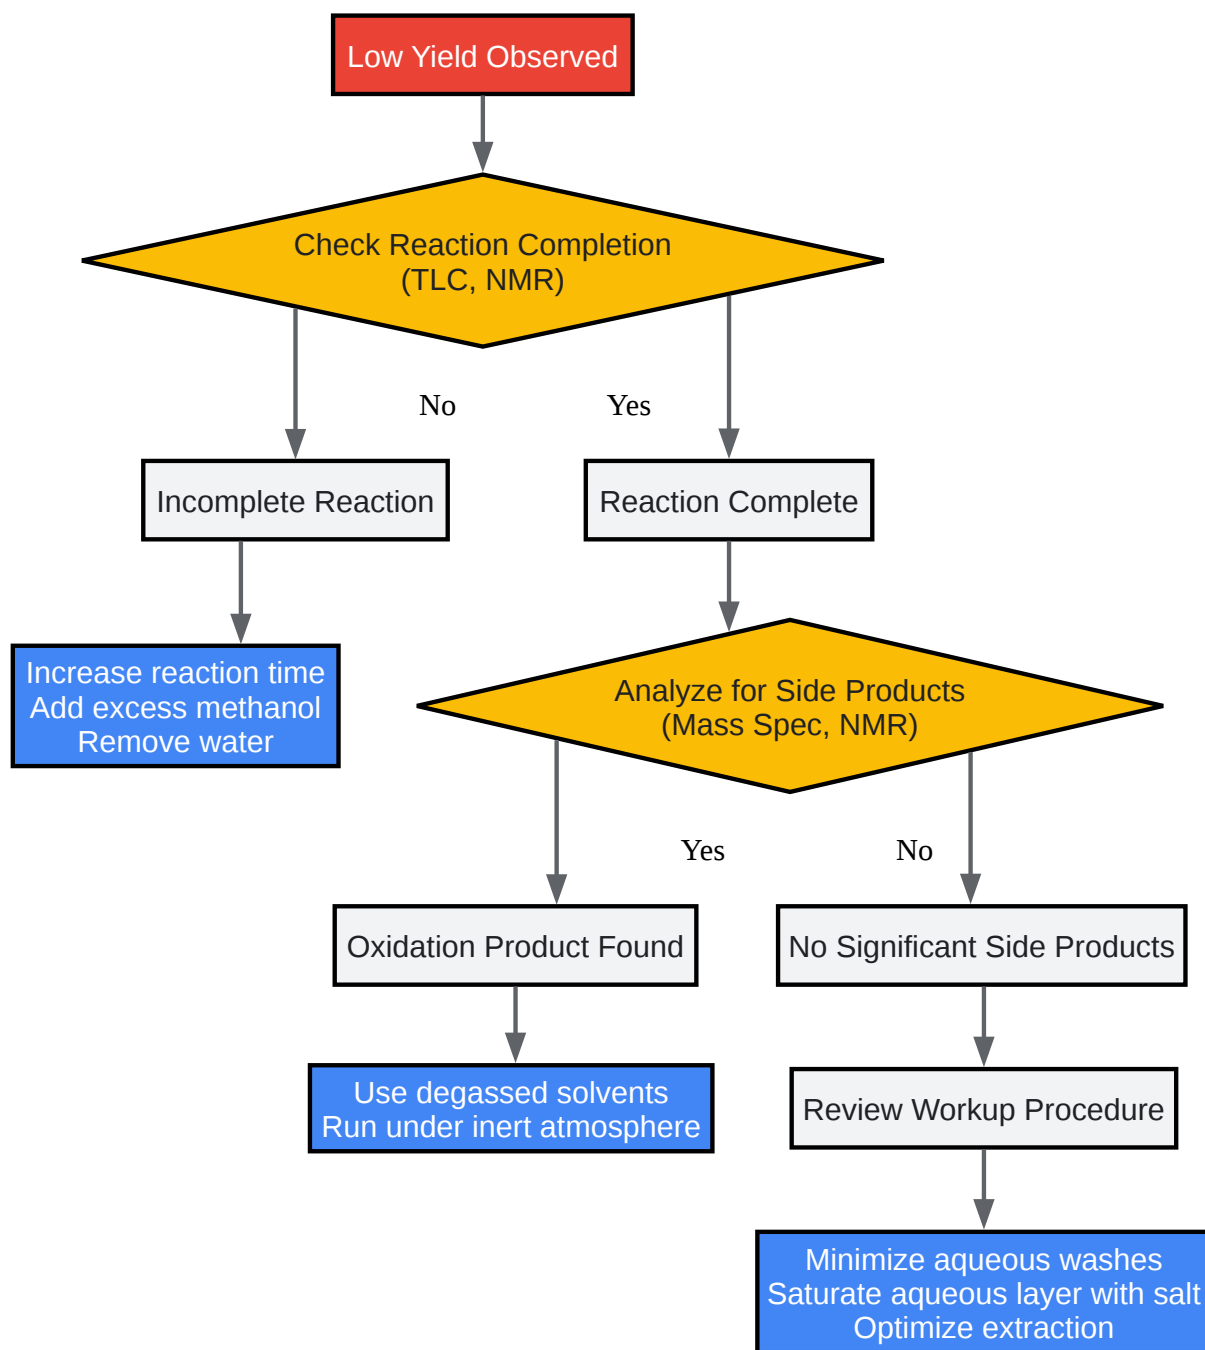 Low Yield Observed
Check Reaction Completion
(TLC, NMR)
No
Yes
Incomplete Reaction
Reaction Complete
Increase reaction time
Add excess methanol
Remove water
Analyze for Side Products
(Mass Spec, NMR)
Yes
No
Oxidation Product Found
No Significant Side Products
Use degassed solvents
Run under inert atmosphere
Review Workup Procedure
Minimize aqueous washes
Saturate aqueous layer with salt
Optimize extraction